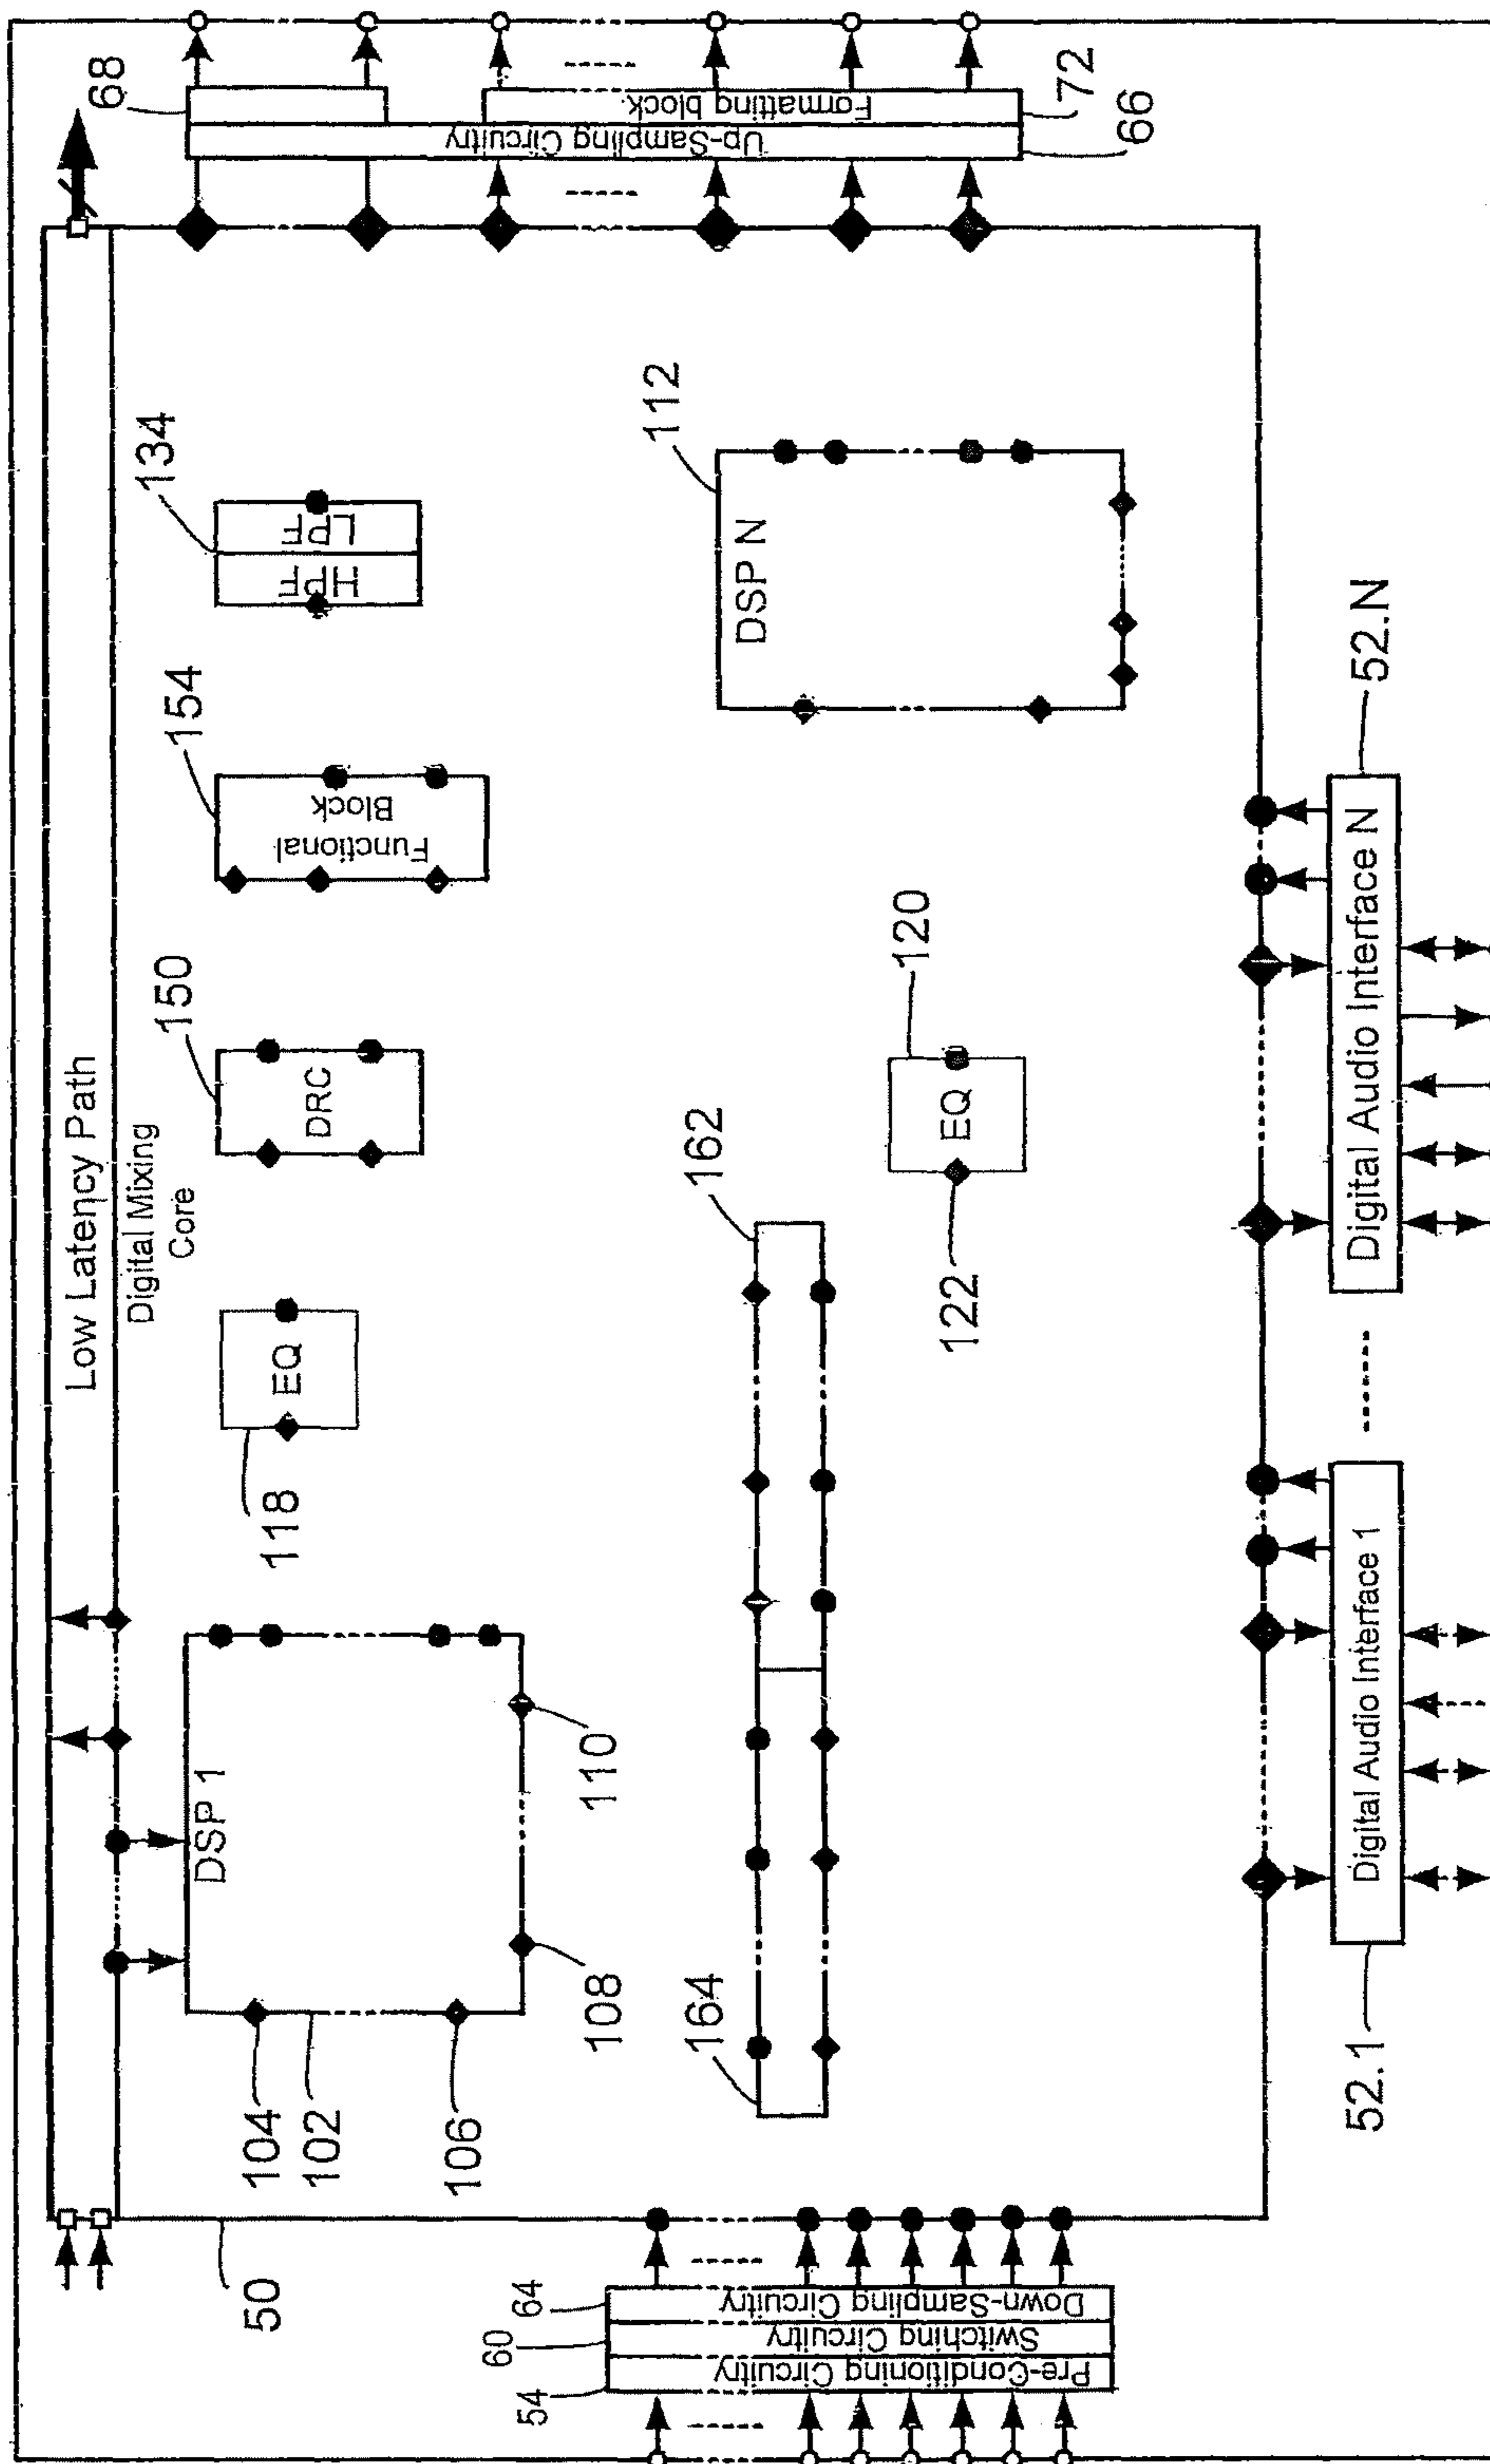 Low Latency Path
Digital Mixing
Core
50
DSP 1
104
102
106
108
110
EQ
118
DRC
150
Functional
Block
154
HPF
LPF
134
68
Up-Sampling Circuitry
Formatting block
72
66
164
162
EQ
120
122
DSP N
112
54
60
64
Pre-Conditioning Circuitry
Switching Circuitry
Down-Sampling Circuitry
Digital Audio Interface 1
52.1
Digital Audio Interface N
52.N